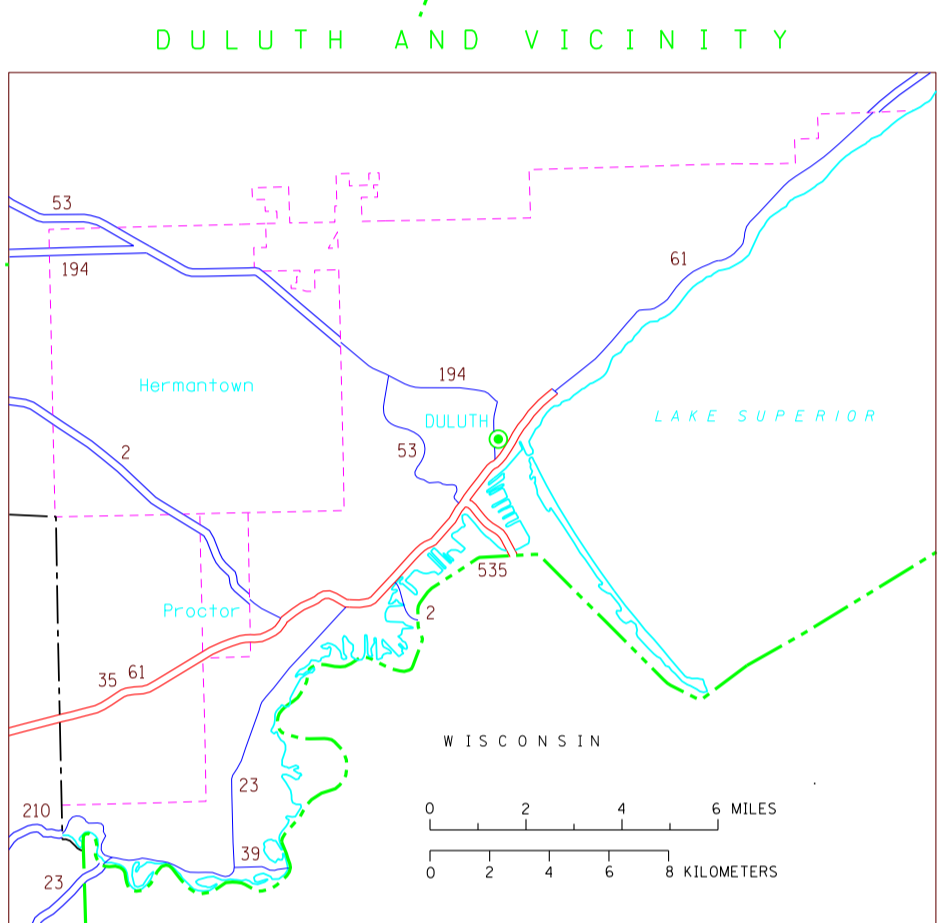 DULUTH AND VICINITY
53
194
61
Hermantown
194
LAKE SUPERIOR
DULUTH
53
2
535
Proctor
2
35 61
WISCONSIN
23
210
0 2 4 6 MILES
39
0 2 4 6 8 KILOMETERS
23